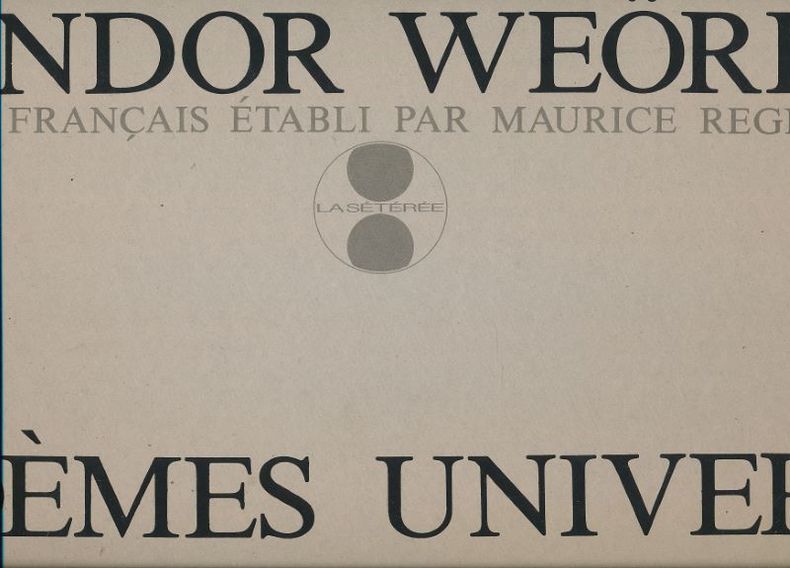 NDOR WEÖR
FRANÇAIS ÉTABLI PAR MAURICE REG
LA SÉTÉRÉE
ÈMES UNIVE